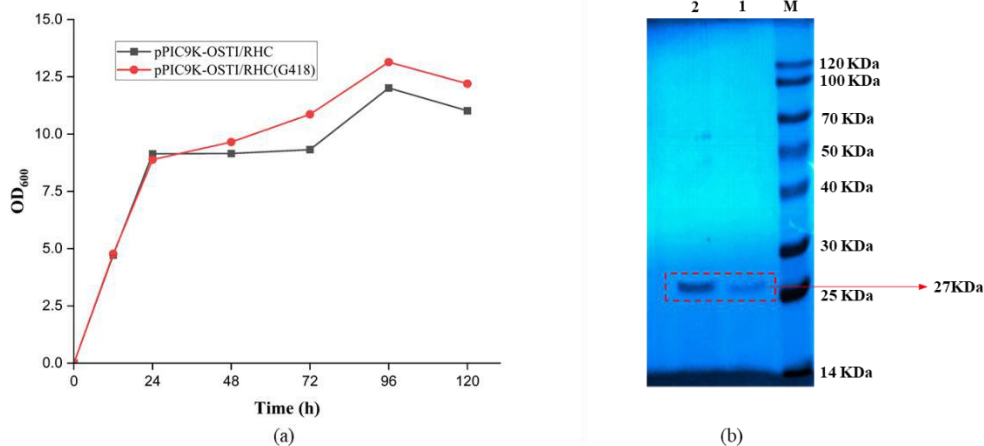 15.0
12.5
10.0
7.5
5.0
2.5
0.0
OD600
pPIC9K-OSTI/RHC
pPIC9K-OSTI/RHC(G418)
0 24 48 72 96 120
Time (h)
(a)
2 1 M
120 KDa
100 KDa
70 KDa
50 KDa
40 KDa
30 KDa
27KDa
25 KDa
14 KDa
(b)